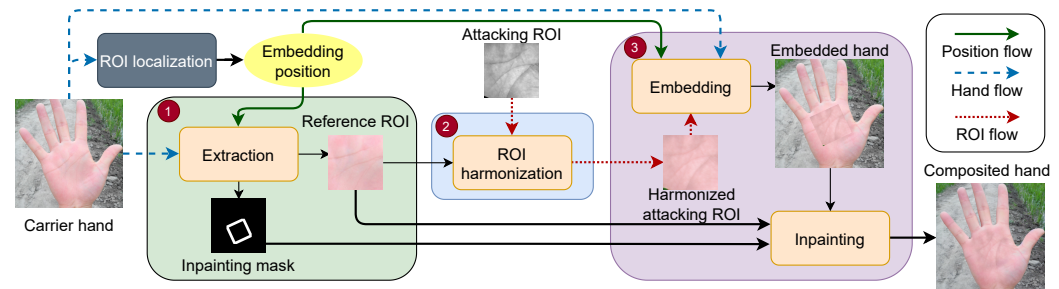 ROI localization
Embedding
position
Attacking ROI
3
Embedding
Embedded hand
Position flow
Hand flow
ROI flow
1
Extraction
Reference ROI
2
ROI
harmonization
Harmonized
attacking ROI
Carrier hand
Inpainting mask
Inpainting
Composited hand